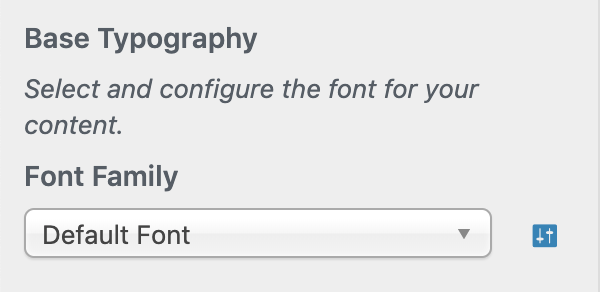 Base Typography
Select and configure the font for your
content.
Font Family
Default Font